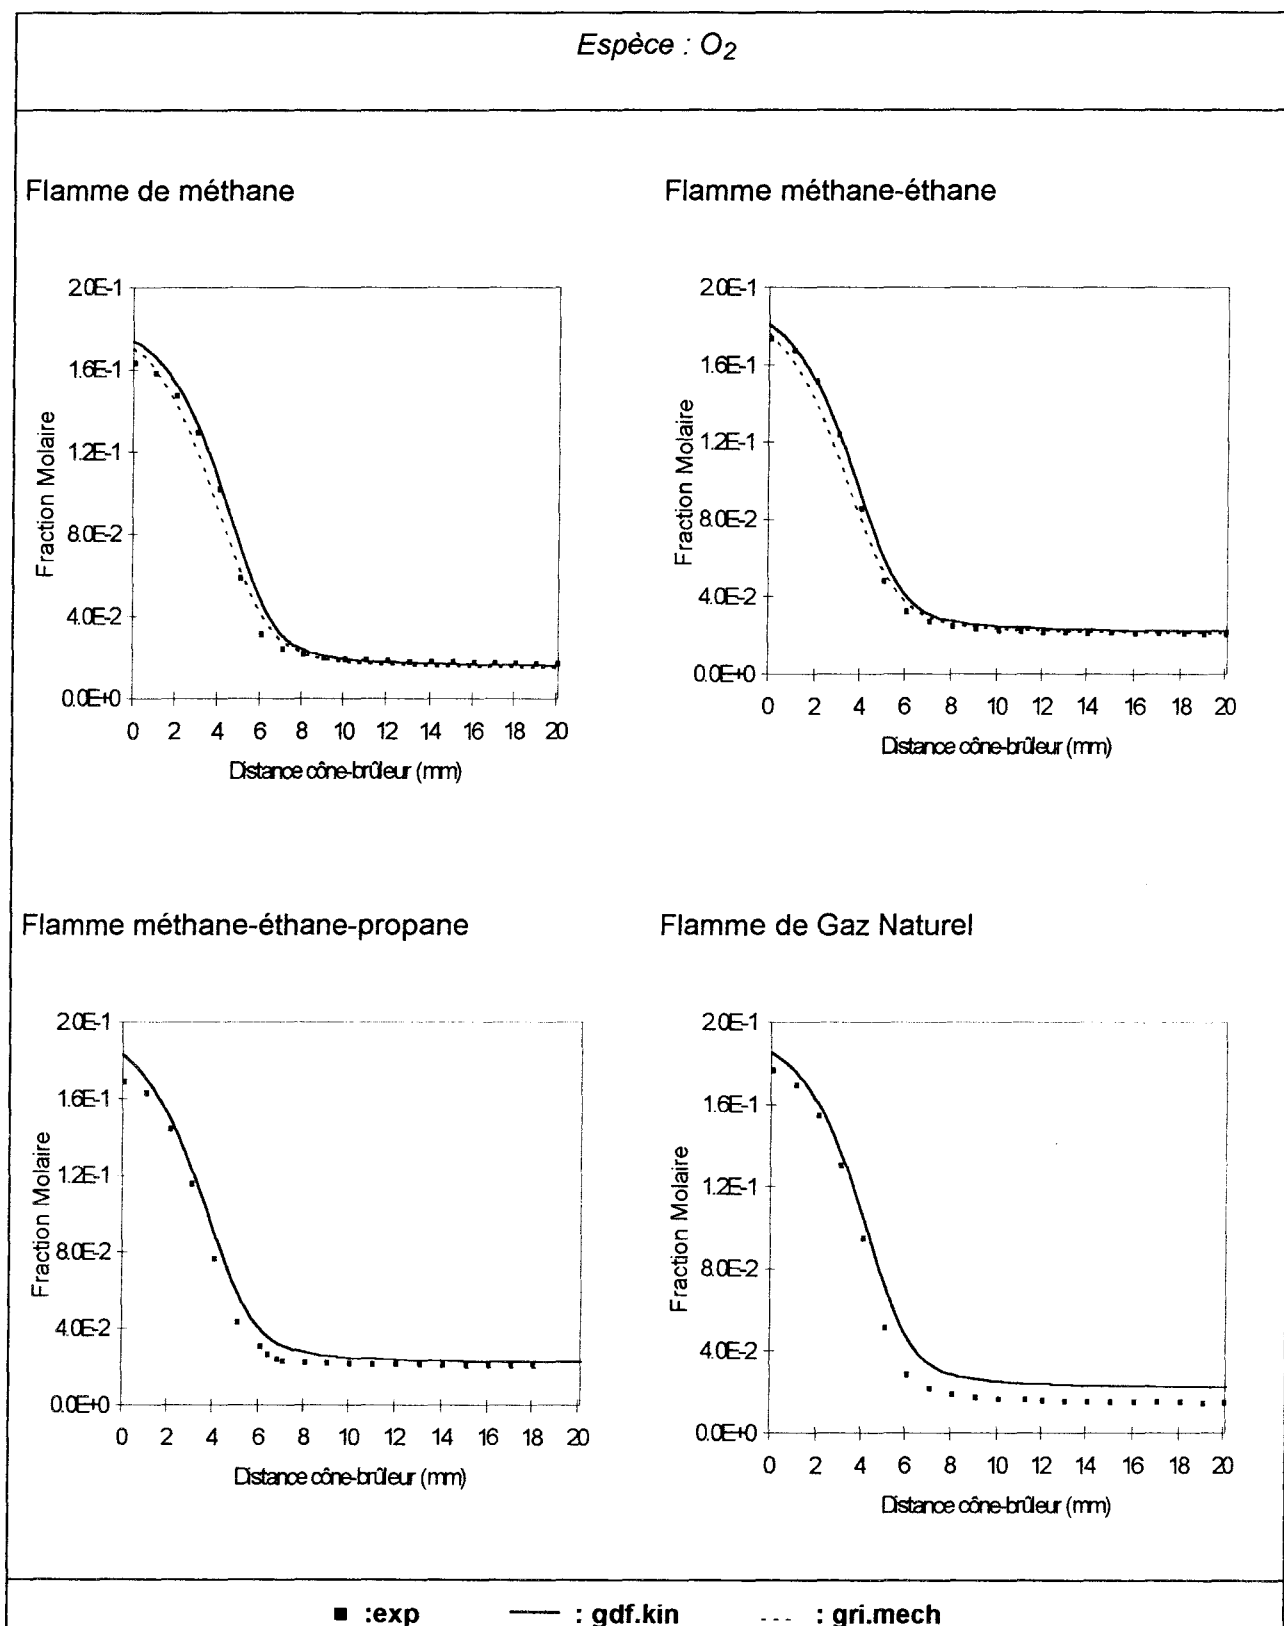 Espèce : O2
Flamme de méthane
Flamme méthane-éthane
2.0E-1
1.6E-1
1.2E-1
8.0E-2
4.0E-2
0.0E+0
Fraction Molaire
0 2 4 6 8 10 12 14 16 18 20
Distance cône-brûleur (mm)
2.0E-1
1.6E-1
1.2E-1
8.0E-2
4.0E-2
0.0E+0
Fraction Molaire
0 2 4 6 8 10 12 14 16 18 20
Distance cône-brûleur (mm)
Flamme méthane-éthane-propane
Flamme de Gaz Naturel
2.0E-1
1.6E-1
1.2E-1
8.0E-2
4.0E-2
0.0E+0
Fraction Molaire
0 2 4 6 8 10 12 14 16 18 20
Distance cône-brûleur (mm)
2.0E-1
1.6E-1
1.2E-1
8.0E-2
4.0E-2
0.0E+0
Fraction Molaire
0 2 4 6 8 10 12 14 16 18 20
Distance cône-brûleur (mm)
:exp : gdf.kin : gri.mech